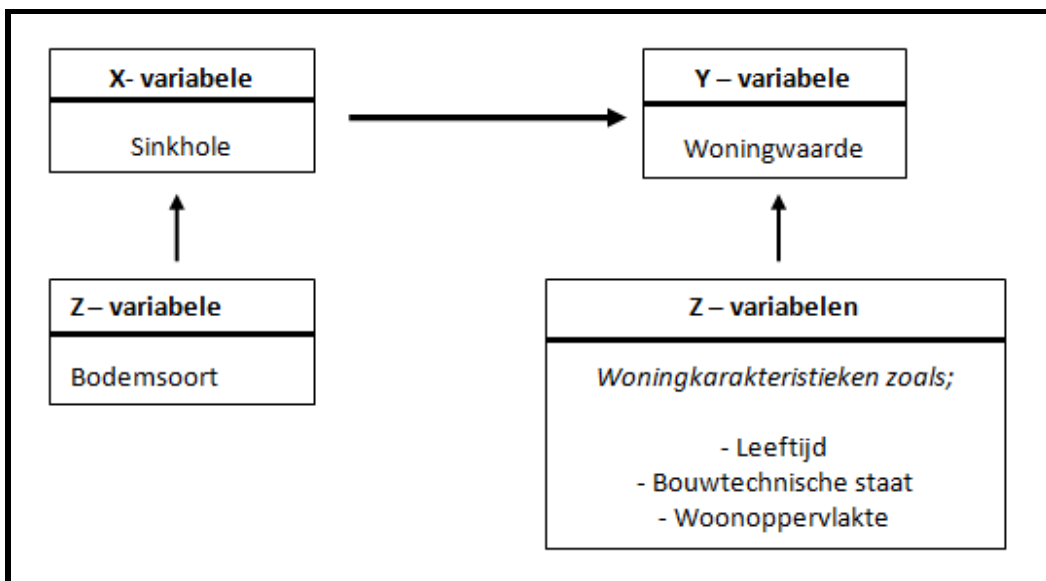 X- variabele
Sinkhole
Y – variabele
Woningwaarde
Z – variabele
Bodemsoort
Z – variabelen
Woningkarakteristieken zoals;
- Leeftijd
- Bouwtechnische staat
- Woonoppervlakte